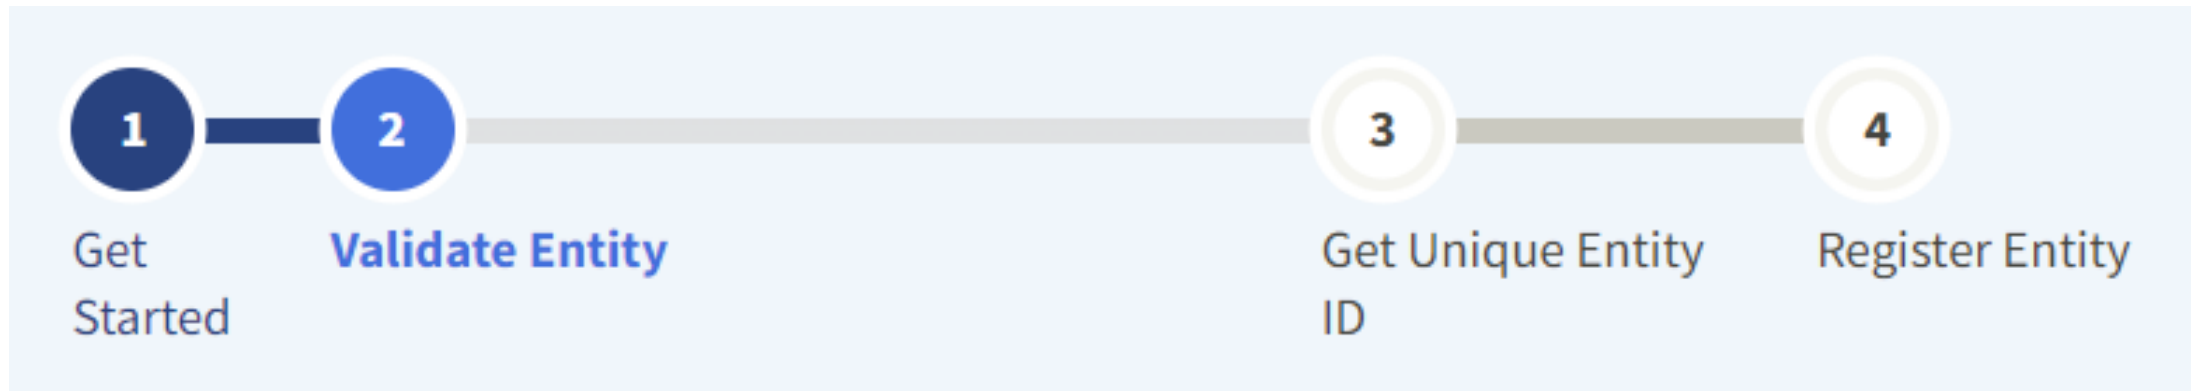 1 2 3 4
Get Validate Entity Get Unique Entity Register Entity
Started ID